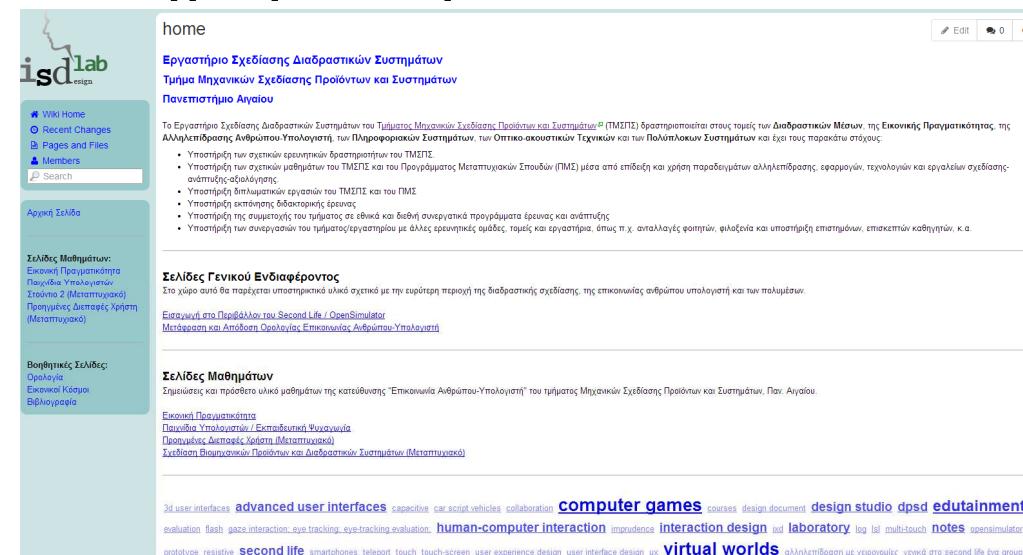 isd lab
esign
Wiki Home
Recent Changes
Pages and Files
Members
Search
Αρχική Σελίδα
Σελίδες Μαθημάτων:
Εικονική Πραγματικότητα
Παιχνίδια Υπολογιστών
Στούντιο 2 (Μεταπτυχιακό)
Προηγμένες Διεπαφές Χρήστη
(Μεταπτυχιακό)
Βοηθητικές Σελίδες:
Ορολογία
Εικονικοί Κόσμοι
Βιβλιογραφία
home
Edit
0
Εργαστήριο Σχεδίασης Διαδραστικών Συστημάτων
Τμήμα Μηχανικών Σχεδίασης Προϊόντων και Συστημάτων
Πανεπιστήμιο Αιγαίου
Το Εργαστήριο Σχεδίασης Διαδραστικών Συστημάτων του Τμήματος Μηχανικών Σχεδίασης Προϊόντων και Συστημάτων (ΤΜΣΠΣ) δραστηριοποιείται στους τομείς των Διαδραστικών Μέσων, της Εικονικής Πραγματικότητας, της
Αλληλεπίδρασης Ανθρώπου-Υπολογιστή, των Πληροφοριακών Συστημάτων, των Οπτικο-ακουστικών Τεχνικών και των Πολύπλοκων Συστημάτων και έχει τους παρακάτω στόχους:
Υποστήριξη των σχετικών ερευνητικών δραστηριοτήτων του ΤΜΣΠΣ.
Υποστήριξη των σχετικών μαθημάτων του ΤΜΣΠΣ και του Προγράμματος Μεταπτυχιακών Σπουδών (ΠΜΣ) μέσα από επίδειξη και χρήση παραδειγμάτων αλληλεπίδρασης, εφαρμογών, τεχνολογιών και εργαλείων σχεδίασης-
ανάπτυξης-αξιολόγησης.
Υποστήριξη διπλωματικών εργασιών του ΤΜΣΠΣ και του ΠΜΣ
Υποστήριξη εκπόνησης διδακτορικής έρευνας
Υποστήριξη της συμμετοχής του τμήματος σε εθνικά και διεθνή συνεργατικά προγράμματα έρευνας και ανάπτυξης
Υποστήριξη των συνεργασιών του τμήματος/εργαστηρίου με άλλες ερευνητικές ομάδες, τομείς και εργαστήρια, όπως π.χ. ανταλλαγές φοιτητών, φιλοξενία και υποστήριξη επιστημόνων, επισκεπτών καθηγητών, κ.α.
Σελίδες Γενικού Ενδιαφέροντος
Στο χώρο αυτό θα παρέχεται υποστηρικτικό υλικό σχετικό με την ευρύτερη περιοχή της διαδραστικής σχεδίασης, της επικοινωνίας ανθρώπου υπολογιστή και των πολυμέσων.
Εισαγωγή στο Περιβάλλον του Second Life / OpenSimulator
Μετάφραση και Απόδοση Ορολογίας Επικοινωνίας Ανθρώπου-Υπολογιστή
Σελίδες Μαθημάτων
Σημειώσεις και πρόσθετο υλικό μαθημάτων της κατεύθυνσης "Επικοινωνία Ανθρώπου-Υπολογιστή" του τμήματος Μηχανικών Σχεδίασης Προϊόντων και Συστημάτων, Παν. Αιγαίου.
Εικονική Πραγματικότητα
Παιχνίδια Υπολογιστών / Εκπαιδευτική Ψυχαγωγία
Προηγμένες Διεπαφές Χρήστη (Μεταπτυχιακό)
Σχεδίαση Βιομηχανικών Προϊόντων και Διαδραστικών Συστημάτων (Μεταπτυχιακό)
3d user interfaces advanced user interfaces capacitive car script vehicles collaboration computer games courses design document design studio dpsd edutainment
evaluation flash gaze interaction; eye tracking; eye-tracking evaluation; human-computer interaction imprudence interaction design ixd laboratory log lsl multi-touch notes opensimulator
prototype resistive second life smartphones teleport touch touch-screen user experience design user interface design ux virtual worlds αλληλεπίδραση με χειρονομίες γενικά στο second life ένα group